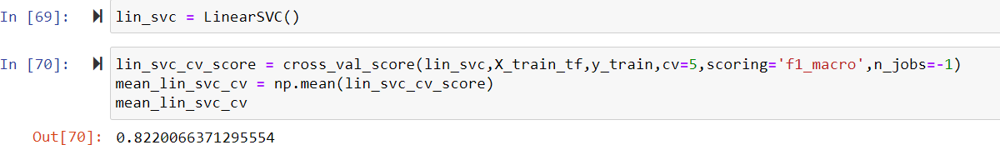 In [69]: lin_svc = LinearSVC()
In [70]: lin_svc_cv_score = cross_val_score(lin_svc,X_train_tf,y_train,cv=5,scoring='f1_macro',n_jobs=-1)
mean_lin_svc_cv = np.mean(lin_svc_cv_score)
mean_lin_svc_cv
Out[70]: 0.8220066371295554